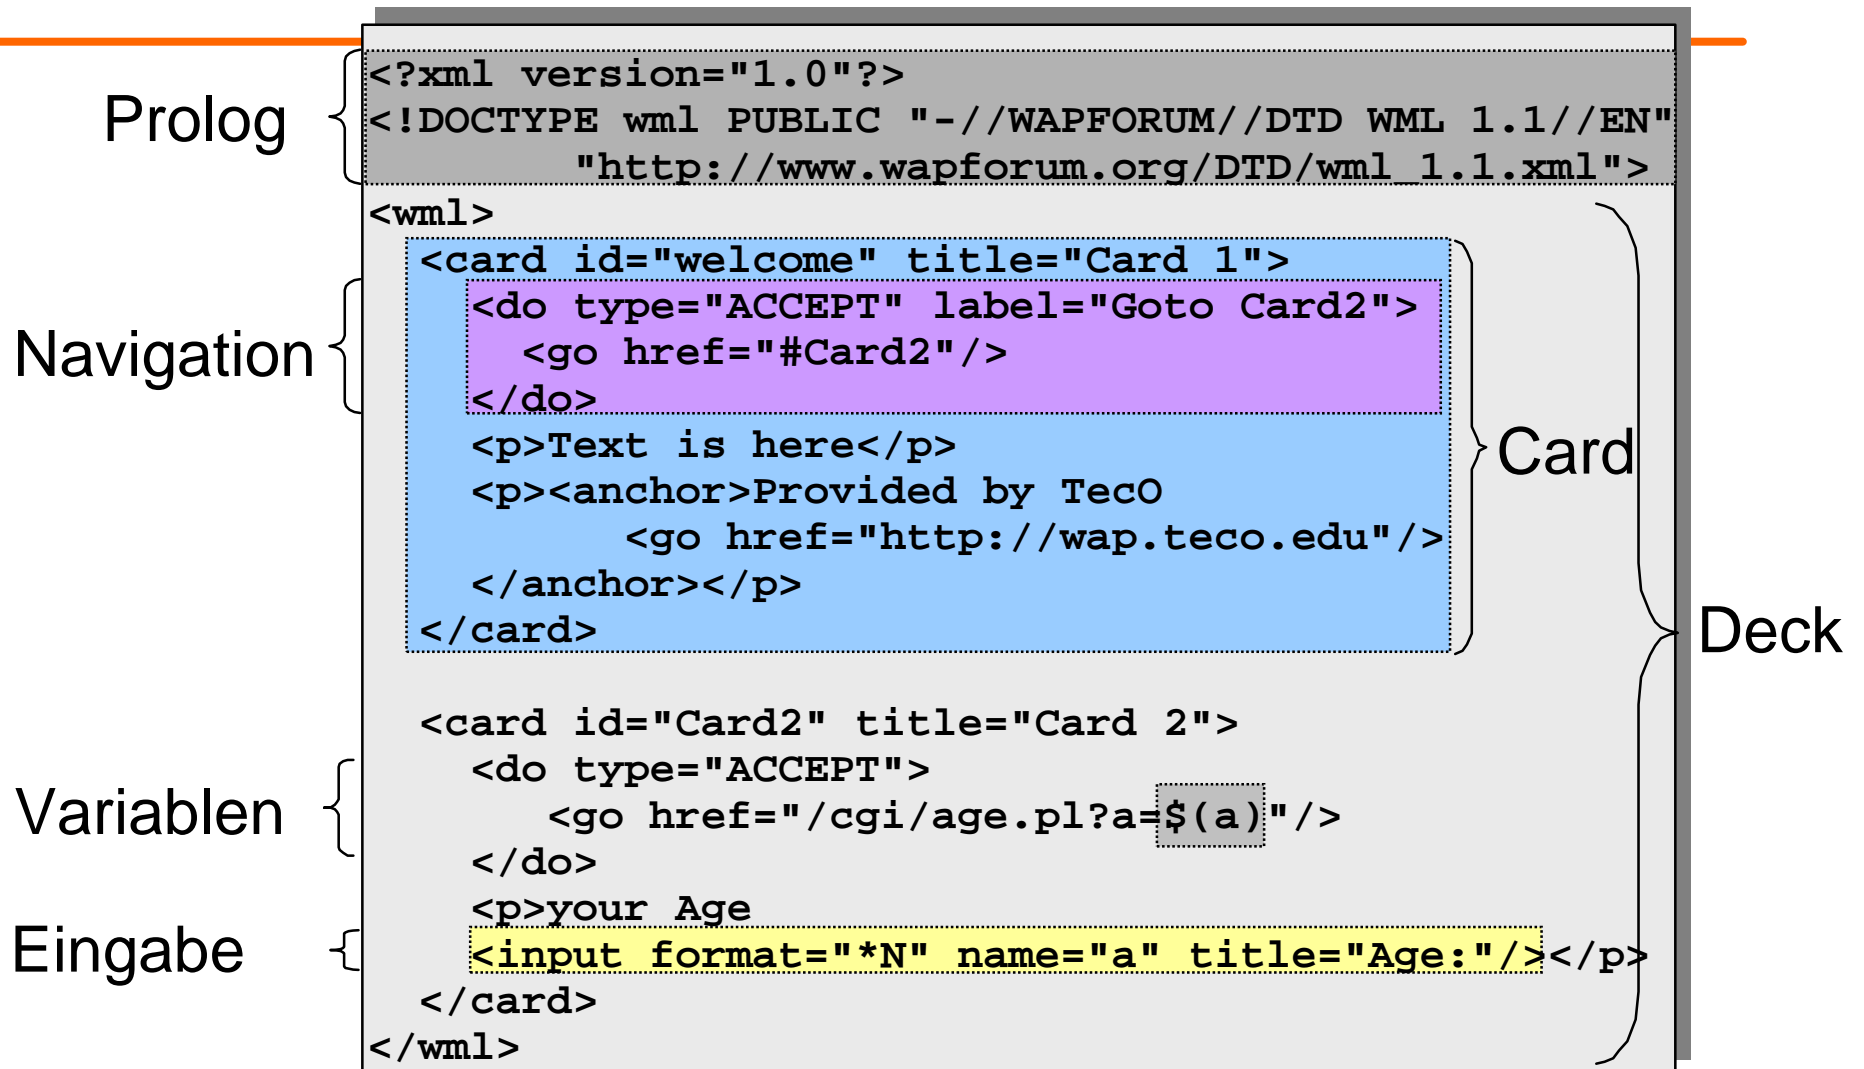 Prolog
<?xml version="1.0"?>
<!DOCTYPE wml PUBLIC "-//WAPFORUM//DTD WML 1.1//EN"
"http://www.wapforum.org/DTD/wml_1.1.xml">
<wml>
<card id="welcome" title="Card 1">
Navigation
<do type="ACCEPT" label="Goto Card2">
<go href="#Card2"/>
</do>
<p>Text is here</p>
Card
<p><anchor>Provided by TecO
<go href="http://wap.teco.edu"/>
</anchor></p>
</card>
Deck
<card id="Card2" title="Card 2">
<do type="ACCEPT">
Variablen
<go href="/cgi/age.pl?a=$(a)"/>
</do>
<p>your Age
Eingabe
<input format="*N" name="a" title="Age:"/></p>
</card>
</wml>